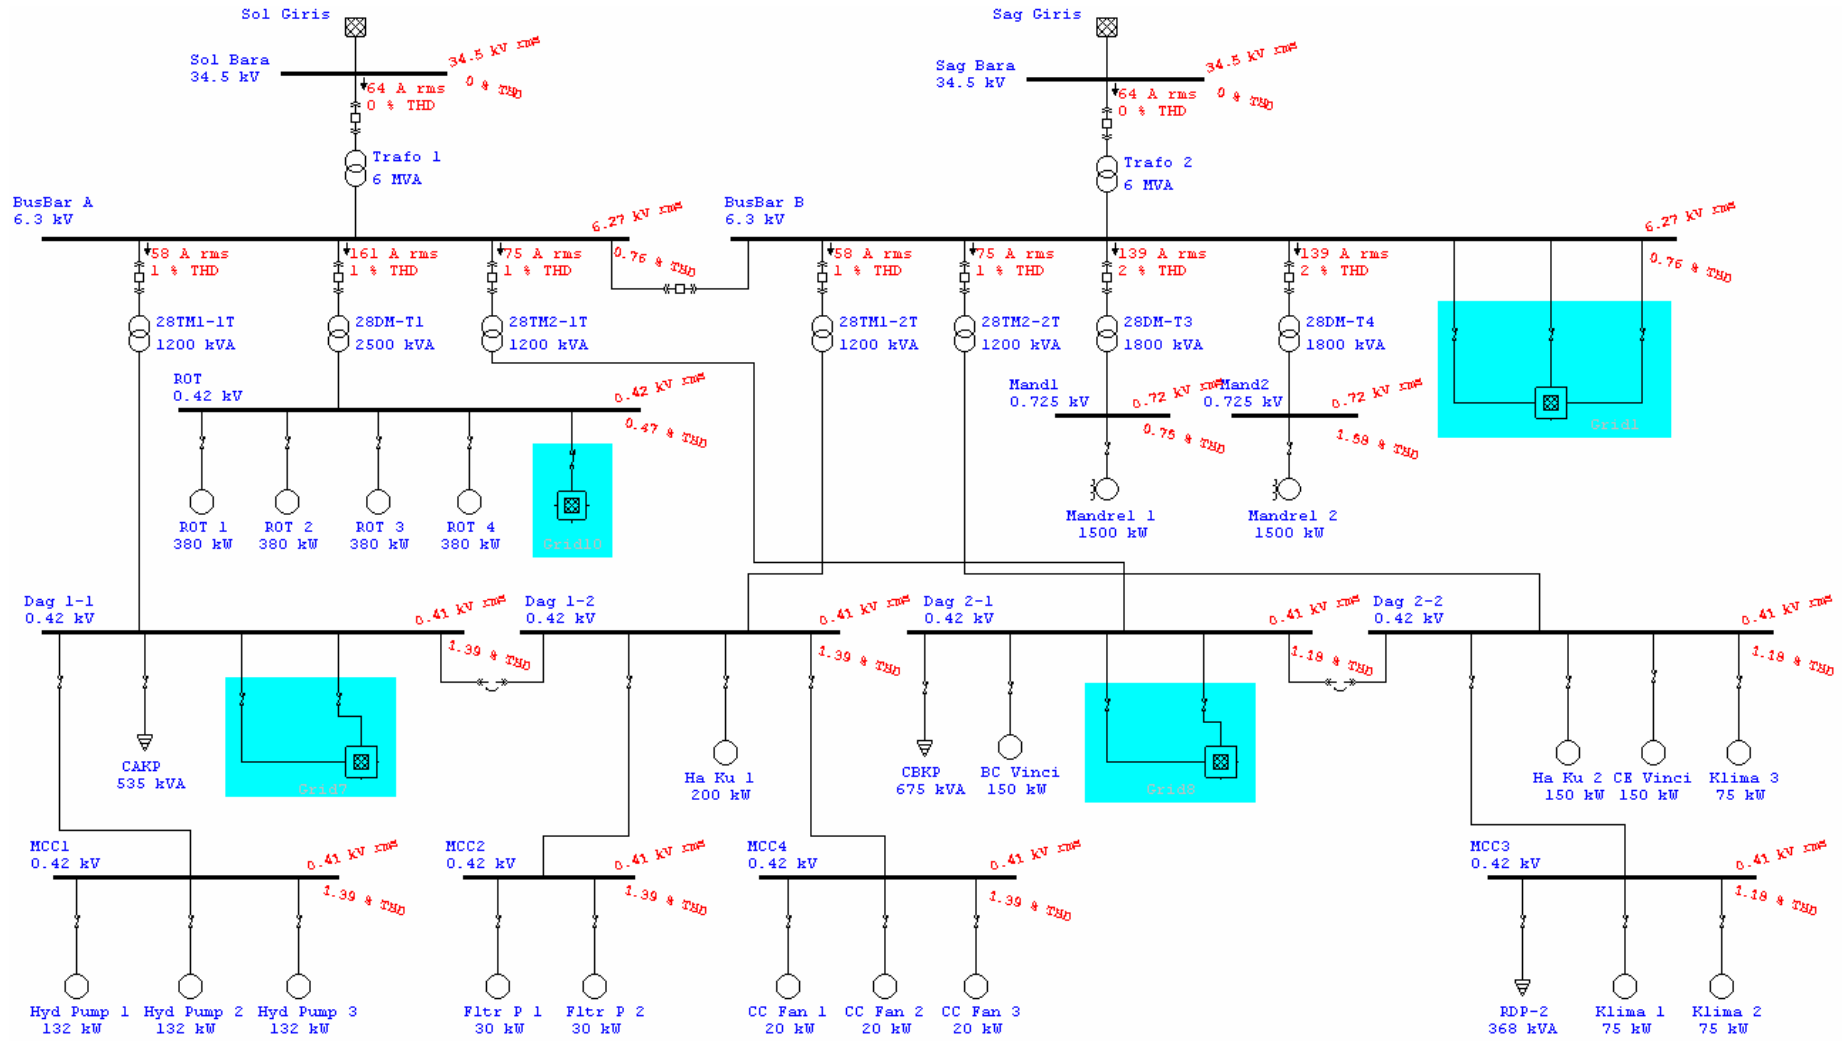 Sol Giris
Sag Giris
Sol Bara
34.5 kV
34.5 kV rms
0 % THD
64 A rms
0 % THD
Sag Bara
34.5 kV
34.5 kV rms
0 % THD
64 A rms
0 % THD
Trafo 1
6 MVA
Trafo 2
6 MVA
BusBar A
6.3 kV
6.27 kV rms
0.76 % THD
BusBar B
6.3 kV
6.27 kV rms
0.76 % THD
58 A rms
1 % THD
161 A rms
1 % THD
75 A rms
1 % THD
58 A rms
1 % THD
75 A rms
1 % THD
139 A rms
2 % THD
139 A rms
2 % THD
28TM1-1T
1200 kVA
28DM-T1
2500 kVA
28TM2-1T
1200 kVA
28TM1-2T
1200 kVA
28TM2-2T
1200 kVA
28DM-T3
1800 kVA
28DM-T4
1800 kVA
ROT
0.42 kV
0.42 kV rms
0.47 % THD
Mand1
0.725 kV
0.72 kV rms
0.75 % THD
Mand2
0.725 kV
0.72 kV rms
1.58 % THD
Grid1
ROT 1
380 kW
ROT 2
380 kW
ROT 3
380 kW
ROT 4
380 kW
Grid10
Mandrel 1
1500 kW
Mandrel 2
1500 kW
Dag 1-1
0.42 kV
0.41 kV rms
1.39 % THD
Dag 1-2
0.42 kV
0.41 kV rms
1.39 % THD
Dag 2-1
0.42 kV
0.41 kV rms
1.18 % THD
Dag 2-2
0.42 kV
0.41 kV rms
1.18 % THD
CAKP
535 kVA
Grid7
Ha Ku 1
200 kW
CBKP
675 kVA
BC Vinci
150 kW
Grid8
Ha Ku 2
150 kW
CE Vinci
150 kW
Klima 3
75 kW
MCC1
0.42 kV
0.41 kV rms
1.39 % THD
MCC2
0.42 kV
0.41 kV rms
1.39 % THD
MCC4
0.42 kV
0.41 kV rms
1.39 % THD
MCC3
0.42 kV
0.41 kV rms
1.18 % THD
Hyd Pump 1
132 kW
Hyd Pump 2
132 kW
Hyd Pump 3
132 kW
Fltr P 1
30 kW
Fltr P 2
30 kW
CC Fan 1
20 kW
CC Fan 2
20 kW
CC Fan 3
20 kW
RDP-2
368 kVA
Klima 1
75 kW
Klima 2
75 kW